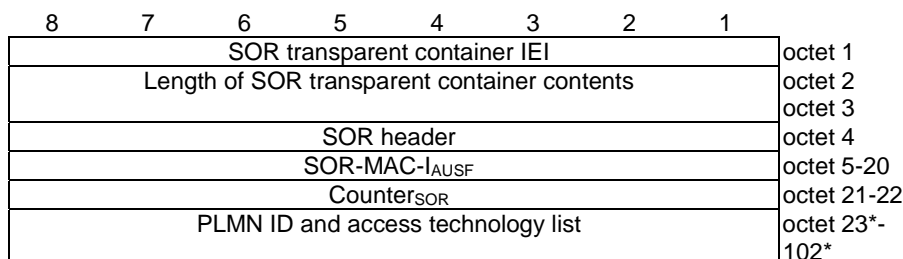 8 7 6 5 4 3 2 1
SOR transparent container IEI octet 1
Length of SOR transparent container contents octet 2
octet 3
SOR header octet 4
SOR-MAC-IAUSF octet 5-20
CounterSOR octet 21-22
PLMN ID and access technology list octet 23*-
102*